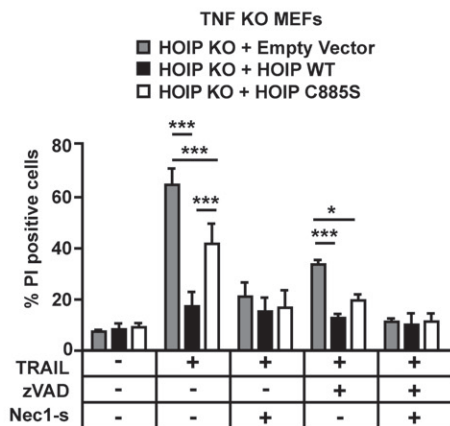 TNF KO MEFs
HOIP KO + Empty Vector
HOIP KO + HOIP WT
HOIP KO + HOIP C885S
% PI positive cells
80
60
40
20
0
***
***
***
*
***
TRAIL - + + + +
zVAD - - - + +
Nec1-s - - + - +